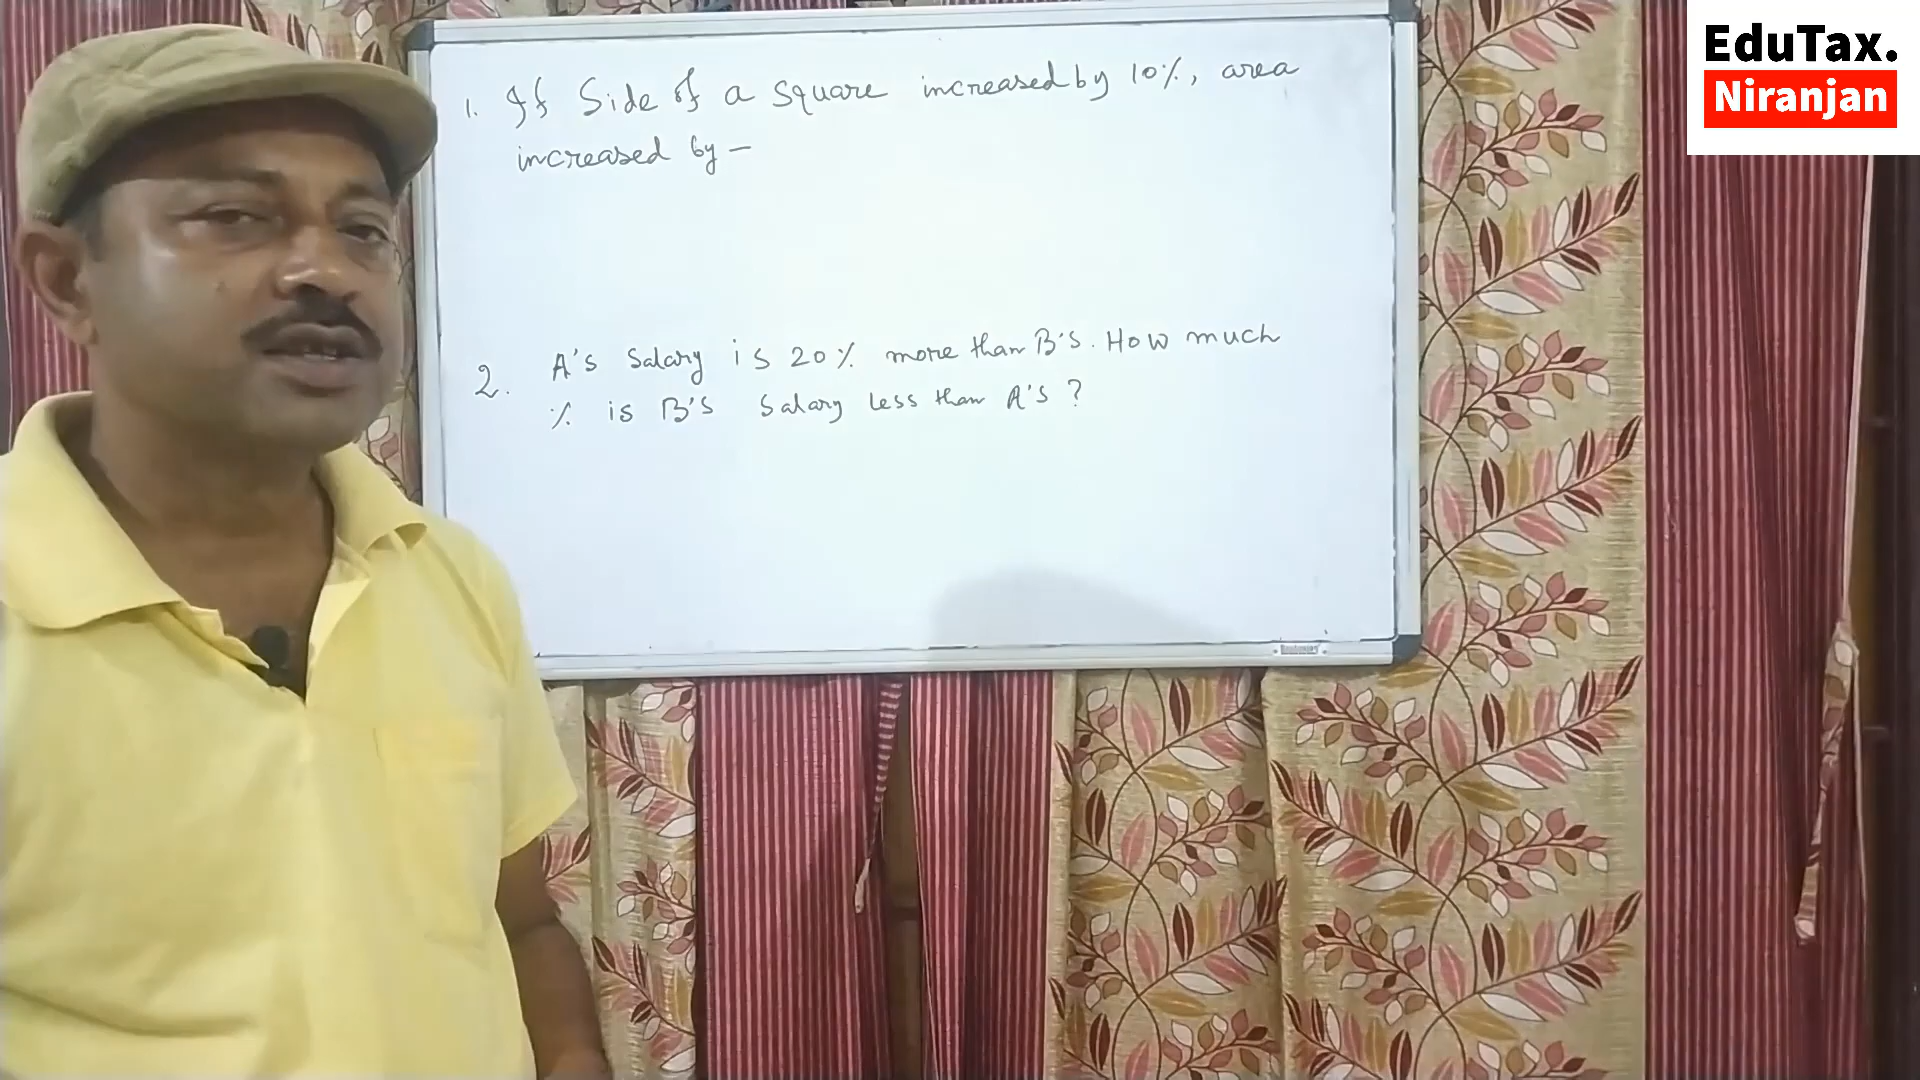 EduTax.
Niranjan
1. If Side of a Square increased by 10%, area
increased by –
2. A's Salary is 20% more than B's. How much
% is B's Salary less than A's ?